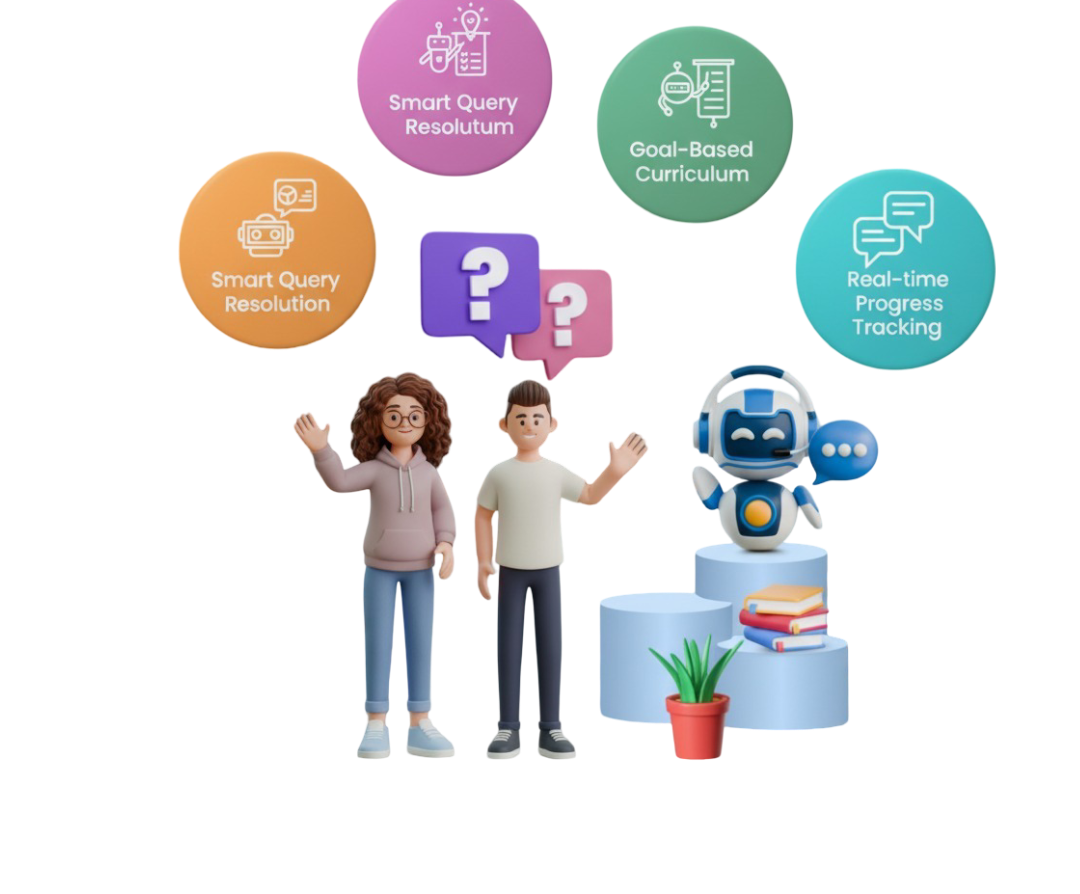 Smart Query
Resolutum
Goal-Based
Curriculum
Smart Query
Resolution
Real-time
Progress
Tracking
? ?